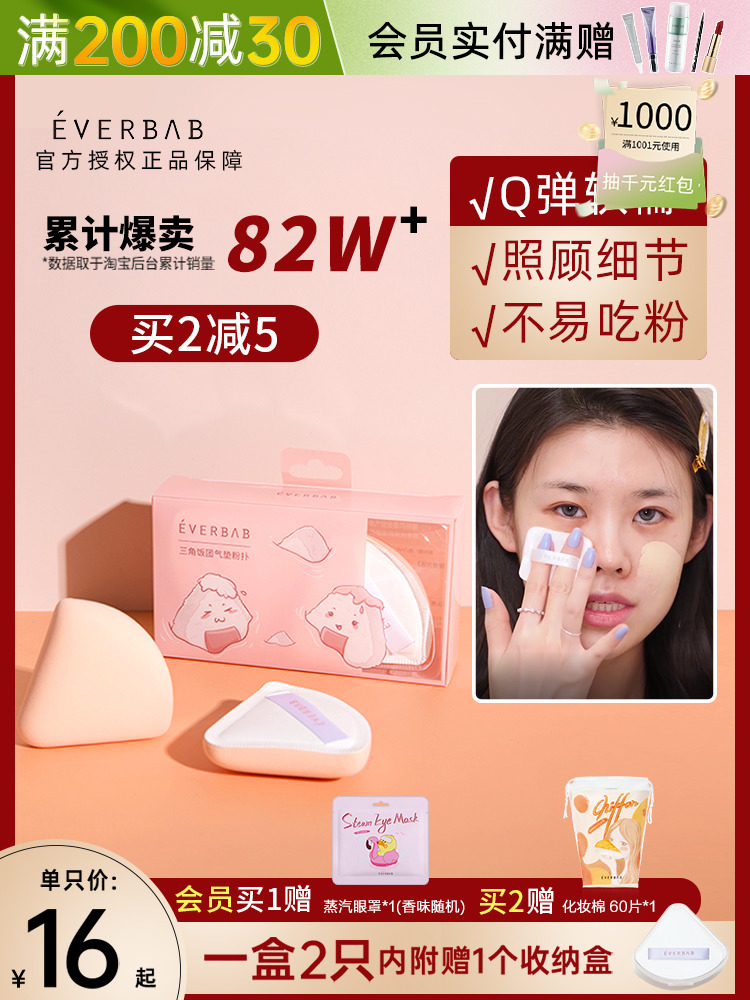 满200减30
会员实付满赠
ÉVERBAB
官方授权正品保障
¥1000
满1001元使用
抽千元红包
累计爆卖
*数据取于淘宝后台累计销量
82W+
√Q弹
√照顾细节
√不易吃粉
买2减5
ÉVERBAB
ÉVERBAB
三角饭团气垫粉扑
Steam Eye Mask
ÉVERBAB
Chiffon
ÉVERBAB
单只价:
¥16起
会员买1赠 蒸汽眼罩*1(香味随机) 买2赠 化妆棉 60片*1
一盒2只内附赠1个收纳盒
ÉVERBAB